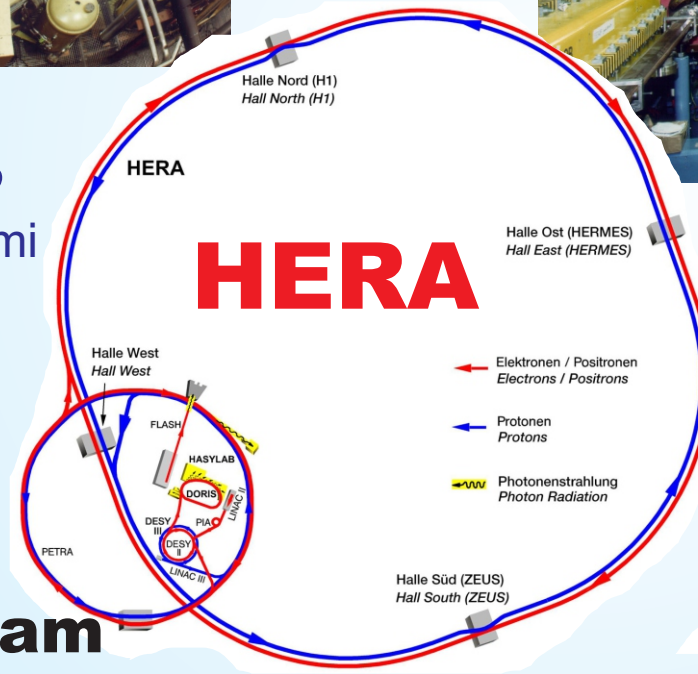 Halle Nord (H1)
Hall North (H1)
HERA
mi
Halle Ost (HERMES)
Hall East (HERMES)
HERA
Halle West
Hall West
Elektronen / Positronen
Electrons / Positrons
Protonen
Protons
Photonenstrahlung
Photon Radiation
FLASH
HASYLAB
DORIS
LINAC II
DESY
III
PIA
DESY
II
PETRA
LINAC III
Halle Süd (ZEUS)
Hall South (ZEUS)
am